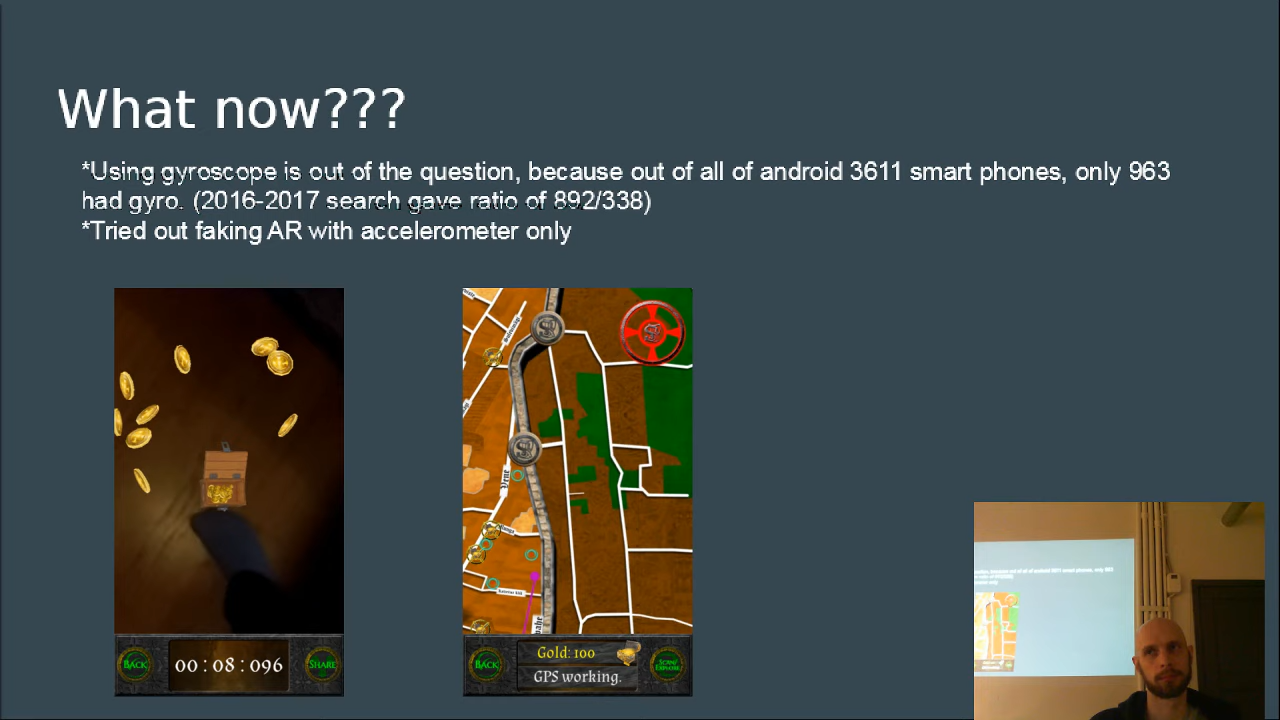 What now???
*Using gyroscope is out of the question, because out of all of android 3611 smart phones, only 963
had gyro. (2016-2017 search gave ratio of 892/338)
*Tried out faking AR with accelerometer only
BACK
00 : 08 : 096
SHARE
BACK
Gold: 100
GPS working.
SCAN/
EXPLORE